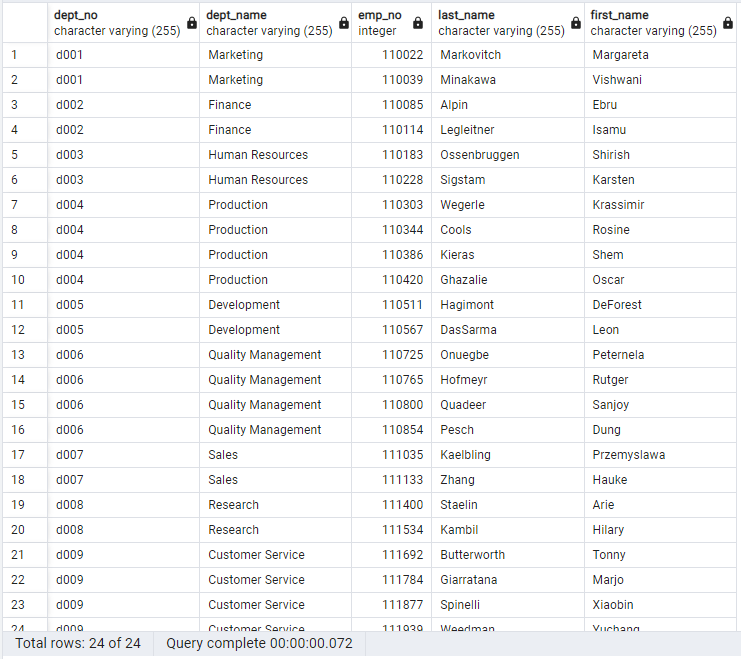 dept_no dept_name emp_no last_name first_name
character varying (255) character varying (255) integer character varying (255) character varying (255)
1 d001 Marketing 110022 Markovitch Margareta
2 d001 Marketing 110039 Minakawa Vishwani
3 d002 Finance 110085 Alpin Ebru
4 d002 Finance 110114 Legleitner Isamu
5 d003 Human Resources 110183 Ossenbruggen Shirish
6 d003 Human Resources 110228 Sigstam Karsten
7 d004 Production 110303 Wegerle Krassimir
8 d004 Production 110344 Cools Rosine
9 d004 Production 110386 Kieras Shem
10 d004 Production 110420 Ghazalie Oscar
11 d005 Development 110511 Hagimont DeForest
12 d005 Development 110567 DasSarma Leon
13 d006 Quality Management 110725 Onuegbe Peternela
14 d006 Quality Management 110765 Hofmeyr Rutger
15 d006 Quality Management 110800 Quadeer Sanjoy
16 d006 Quality Management 110854 Pesch Dung
17 d007 Sales 111035 Kaelbling Przemyslawa
18 d007 Sales 111133 Zhang Hauke
19 d008 Research 111400 Staelin Arie
20 d008 Research 111534 Kambil Hilary
21 d009 Customer Service 111692 Butterworth Tonny
22 d009 Customer Service 111784 Giarratana Marjo
23 d009 Customer Service 111877 Spinelli Xiaobin
24 d009 Customer Service 111939 Weedman Yuchang
Total rows: 24 of 24 Query complete 00:00:00.072